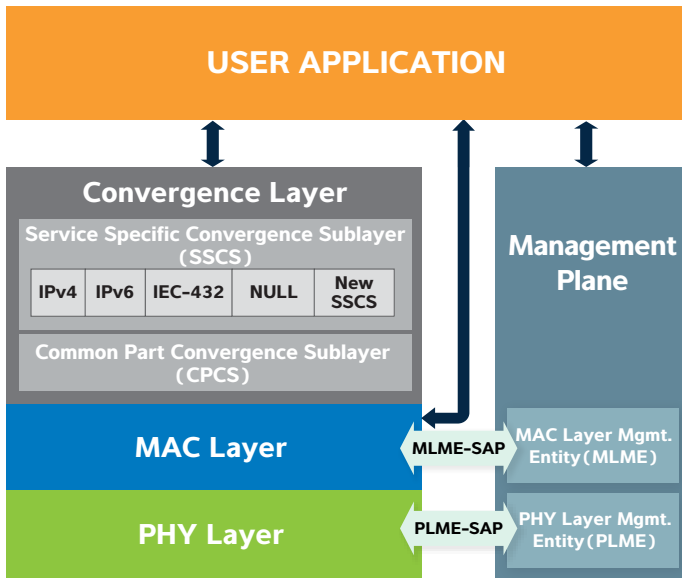 USER APPLICATION
Convergence Layer
Service Specific Convergence Sublayer
(SSCS)
IPv4
IPv6
IEC-432
NULL
New
SSCS
Common Part Convergence Sublayer
(CPCS)
Management
Plane
MAC Layer
MLME-SAP
MAC Layer Mgmt.
Entity(MLME)
PHY Layer
PLME-SAP
PHY Layer Mgmt.
Entity(PLME)